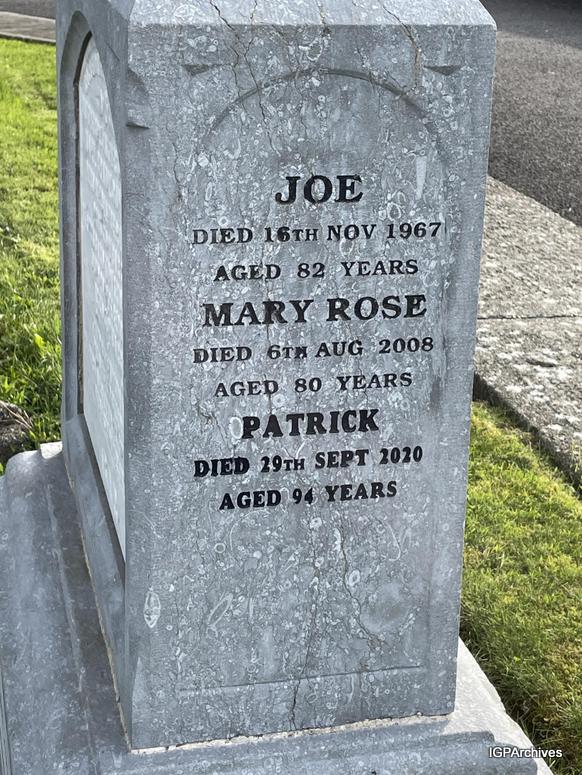 JOE
DIED 16TH NOV 1967
AGED 82 YEARS
MARY ROSE
DIED 6TH AUG 2008
AGED 80 YEARS
PATRICK
DIED 29TH SEPT 2020
AGED 94 YEARS
IGPArchives